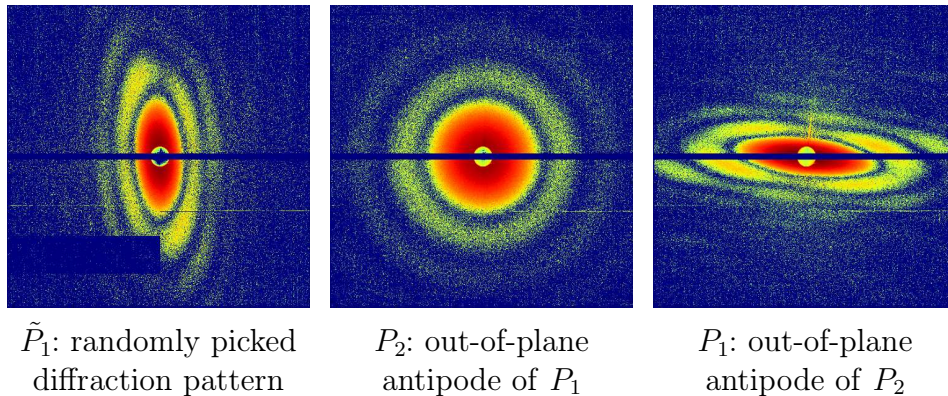 P̃₁: randomly picked
diffraction pattern
P₂: out-of-plane
antipode of P₁
P₁: out-of-plane
antipode of P₂